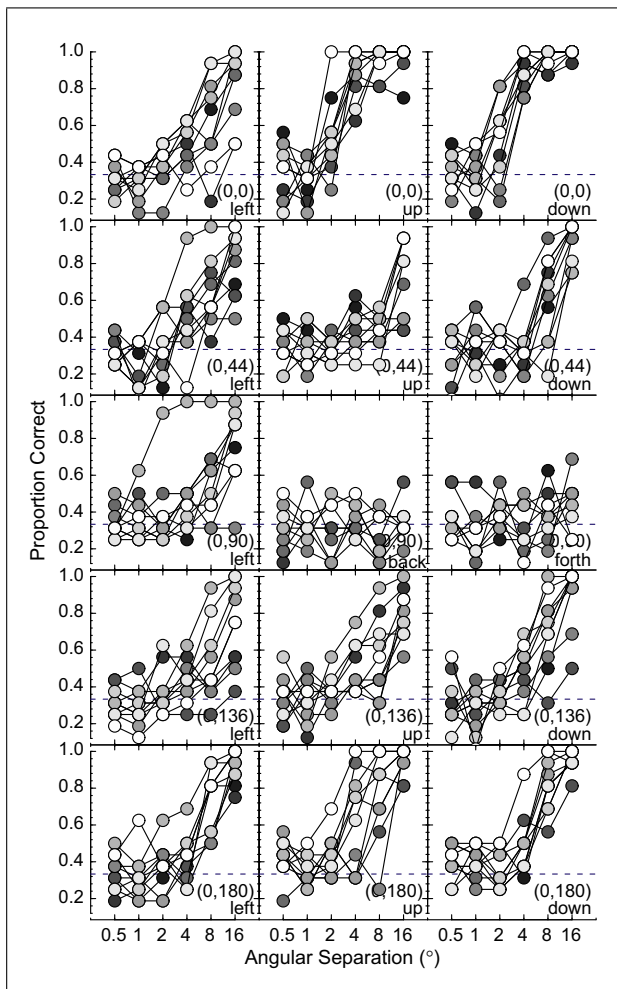 Proportion Correct
1.0
0.8
0.6
0.4
0.2
(0,0)
left
(0,0)
up
(0,0)
down
1.0
0.8
0.6
0.4
0.2
(0,44)
left
(0,44)
up
(0,44)
down
1.0
0.8
0.6
0.4
0.2
(0,90)
left
(0,90)
back
forth
1.0
0.8
0.6
0.4
0.2
(0,136)
left
(0,136)
up
(0,136)
down
1.0
0.8
0.6
0.4
0.2
(0,180)
left
(0,180)
up
(0,180)
down
0.5 1 2 4 8 16 0.5 1 2 4 8 16 0.5 1 2 4 8 16
Angular Separation (°)